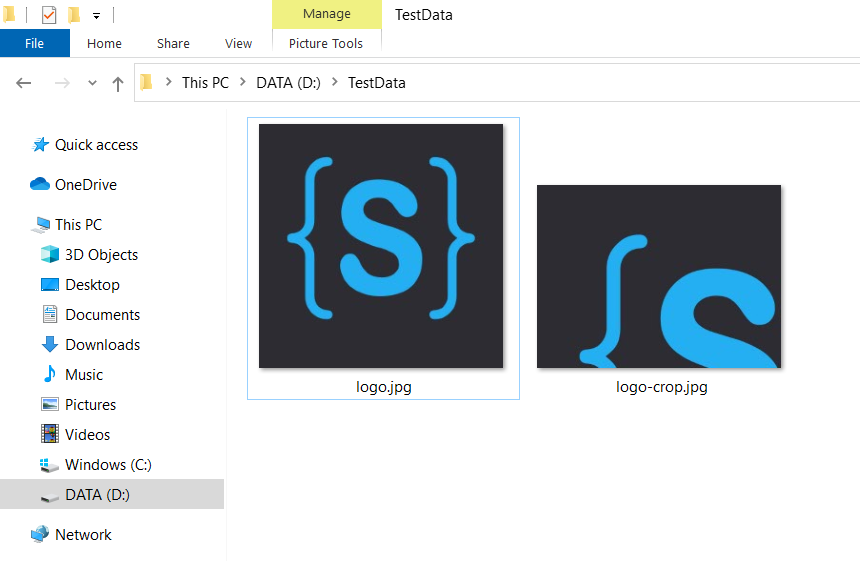 Manage
TestData
File
Home
Share
View
Picture Tools
This PC
DATA (D:)
TestData
Quick access
OneDrive
This PC
3D Objects
Desktop
Documents
Downloads
Music
Pictures
Videos
Windows (C:)
DATA (D:)
Network
{S}
logo.jpg
{S
logo-crop.jpg